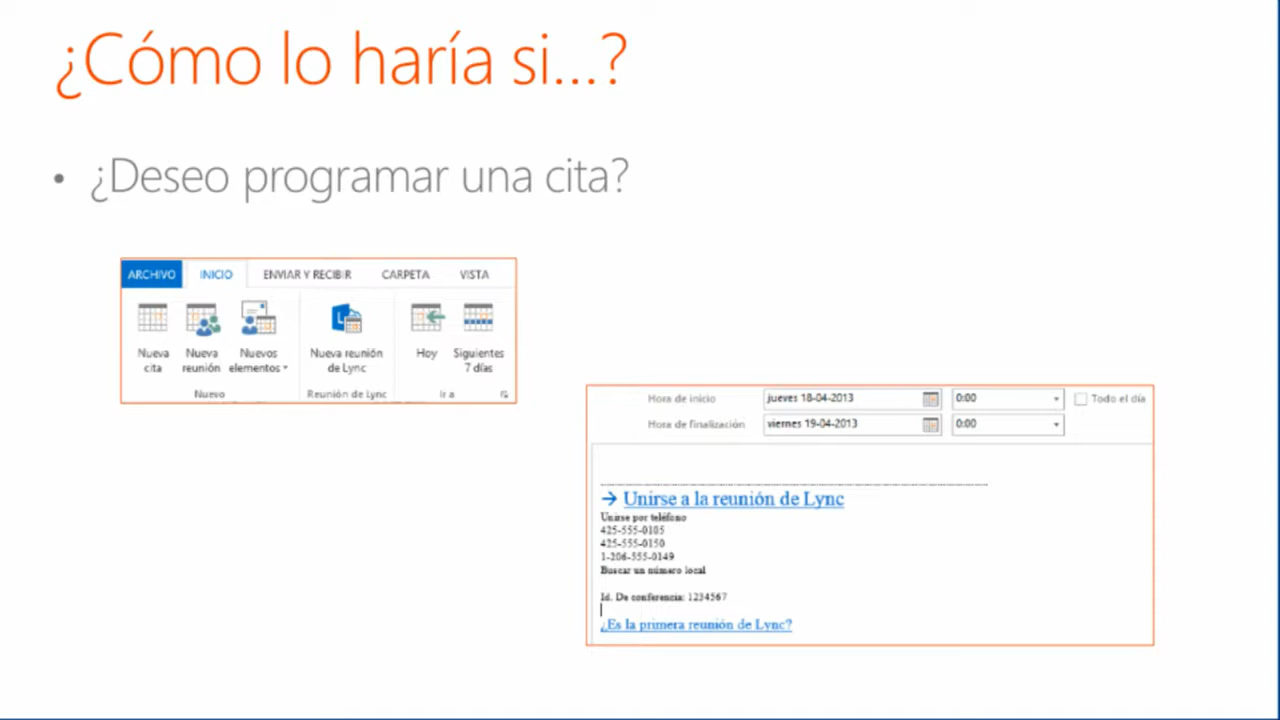 ¿Cómo lo haría si...?
• ¿Deseo programar una cita?
ARCHIVO INICIO ENVIAR Y RECIBIR CARPETA VISTA
Nueva cita
Nueva reunión
Nuevos elementos
Nueva reunión de Lync
Hoy
Siguientes 7 días
Nuevo
Reunión de Lync
Ir a
Hora de inicio jueves 18-04-2013 0:00 Todo el día
Hora de finalización viernes 19-04-2013 0:00
→ Unirse a la reunión de Lync
Unirse por teléfono
425-555-0105
425-555-0150
1-206-555-0149
Buscar un número local
Id. De conferencia: 1234567
¿Es la primera reunión de Lync?